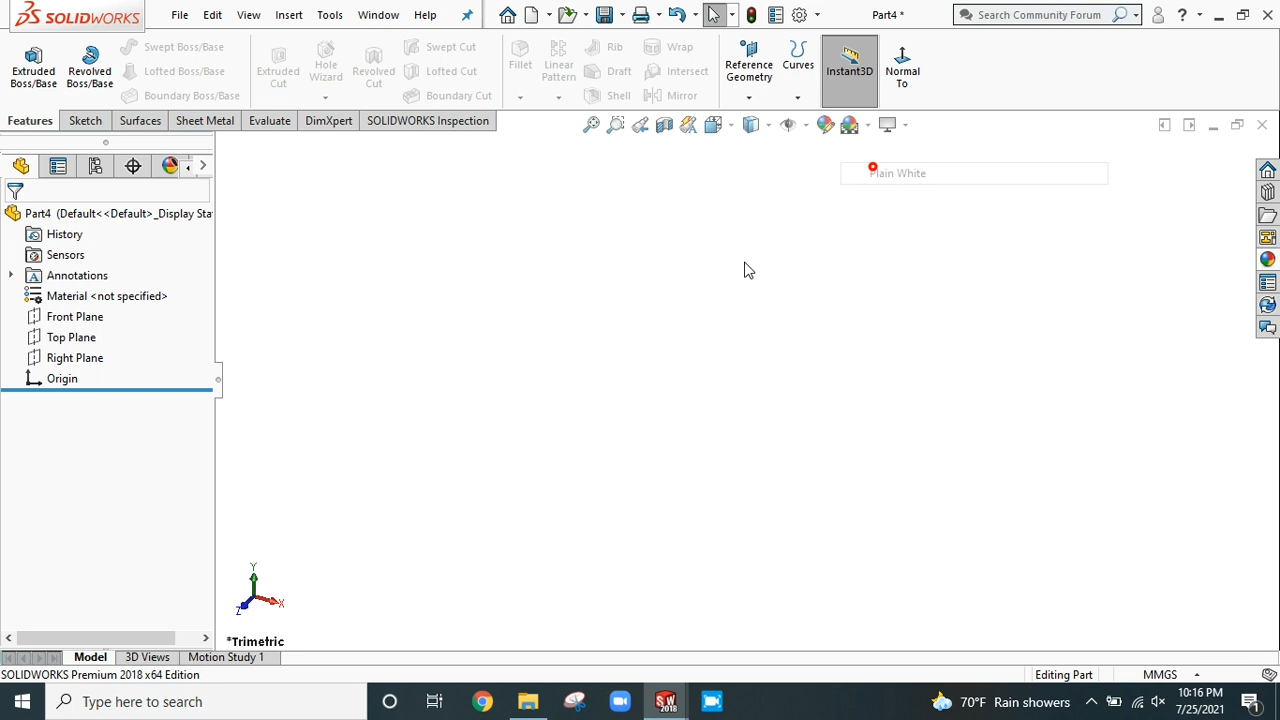 SOLIDWORKS File Edit View Insert Tools Window Help Part4 * Search Community Forum ?
Extruded Boss/Base Revolved Boss/Base Swept Boss/Base Lofted Boss/Base Boundary Boss/Base Extruded Cut Hole Wizard Revolved Cut Swept Cut Lofted Cut Boundary Cut Fillet Linear Pattern Rib Draft Shell Wrap Intersect Mirror Reference Geometry Curves Instant3D Normal To
Features Sketch Surfaces Sheet Metal Evaluate DimXpert SOLIDWORKS Inspection
Plain White
Part4 (Default<<Default>_Display Sta
History
Sensors
A Annotations
Material <not specified>
Front Plane
Top Plane
Right Plane
Origin
Y
X
Z
*Trimetric
Model 3D Views Motion Study 1
SOLIDWORKS Premium 2018 x64 Edition Editing Part MMGS
Type here to search SW 2018 70°F Rain showers 10:16 PM
7/25/2021 1